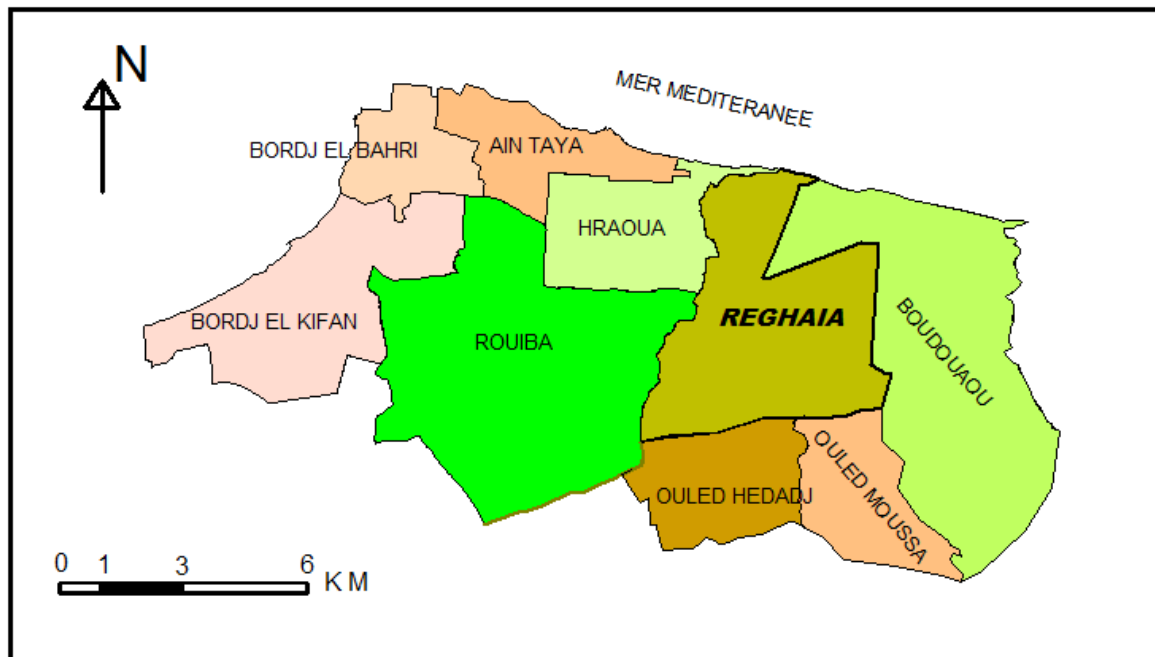 N
MER MEDITERANEE
BORDJ EL BAHRI
AIN TAYA
HRAOUA
BORDJ EL KIFAN
ROUIBA
REGHAIA
BOUDOUAOU
OULED HEDADJ
OULED MOUSSA
0 1 3 6
KM